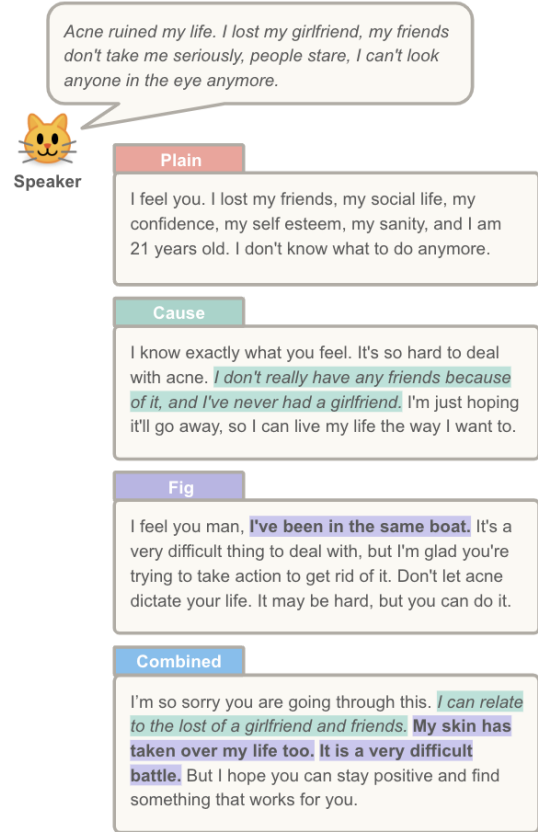 Acne ruined my life. I lost my girlfriend, my friends
don't take me seriously, people stare, I can't look
anyone in the eye anymore.
Speaker
Plain
I feel you. I lost my friends, my social life, my
confidence, my self esteem, my sanity, and I am
21 years old. I don't know what to do anymore.
Cause
I know exactly what you feel. It's so hard to deal
with acne. I don't really have any friends because
of it, and I've never had a girlfriend. I'm just hoping
it'll go away, so I can live my life the way I want to.
Fig
I feel you man, I've been in the same boat. It's a
very difficult thing to deal with, but I'm glad you're
trying to take action to get rid of it. Don't let acne
dictate your life. It may be hard, but you can do it.
Combined
I'm so sorry you are going through this. I can relate
to the lost of a girlfriend and friends. My skin has
taken over my life too. It is a very difficult
battle. But I hope you can stay positive and find
something that works for you.